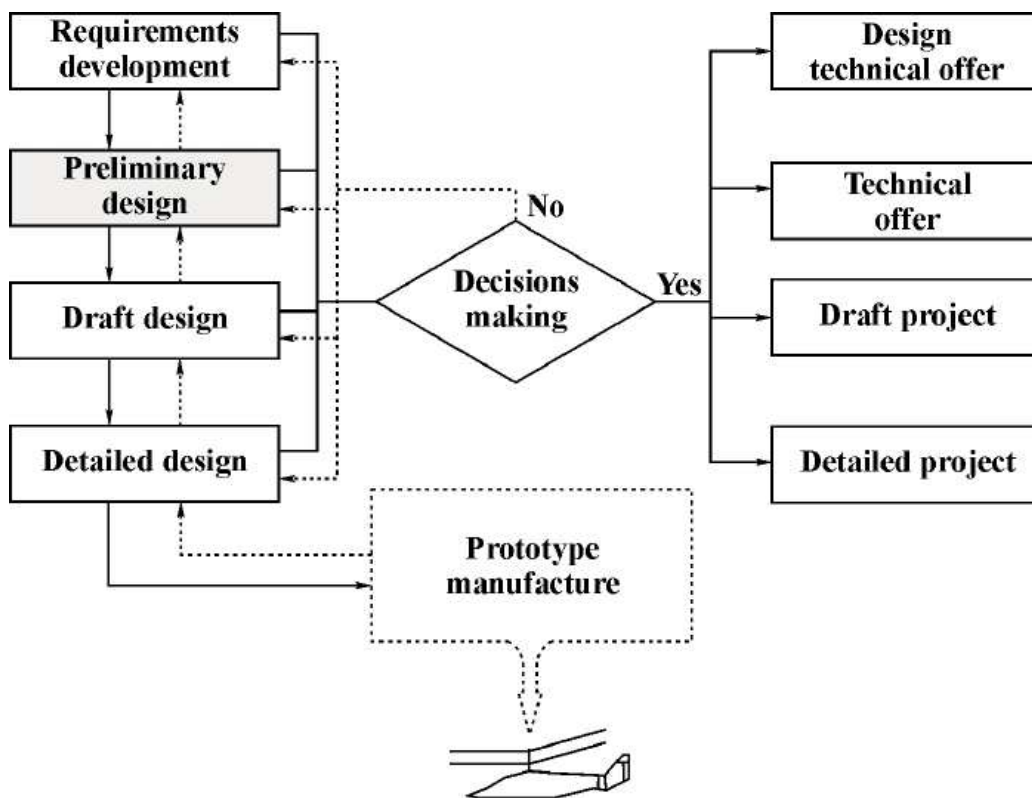 Requirements
development
Preliminary
design
Draft design
Detailed design
No
Decisions
making
Yes
Design
technical offer
Technical
offer
Draft project
Detailed project
Prototype
manufacture